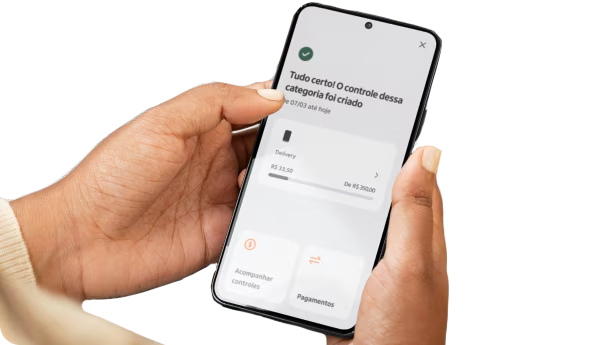 Tudo certo! O controle dessa
categoria foi criado
De 07/03 até hoje
Delivery
R$ 33,50
De R$ 350,00
Acompanhar
controles
Pagamentos